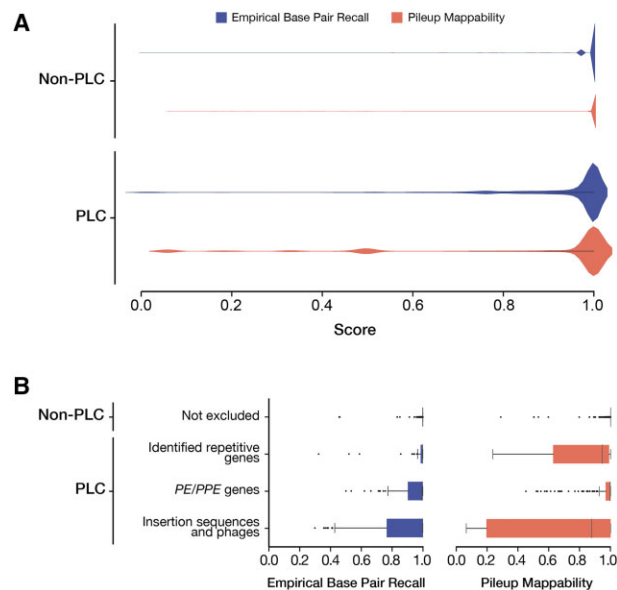 A
Empirical Base Pair Recall
Pileup Mappability
Non-PLC
PLC
0.0 0.2 0.4 0.6 0.8 1.0
Score
B
Non-PLC
Not excluded
PLC
Identified repetitive
genes
PE/PPE genes
Insertion sequences
and phages
0.0 0.2 0.4 0.6 0.8 1.0
0.0 0.2 0.4 0.6 0.8 1.0
Empirical Base Pair Recall
Pileup Mappability